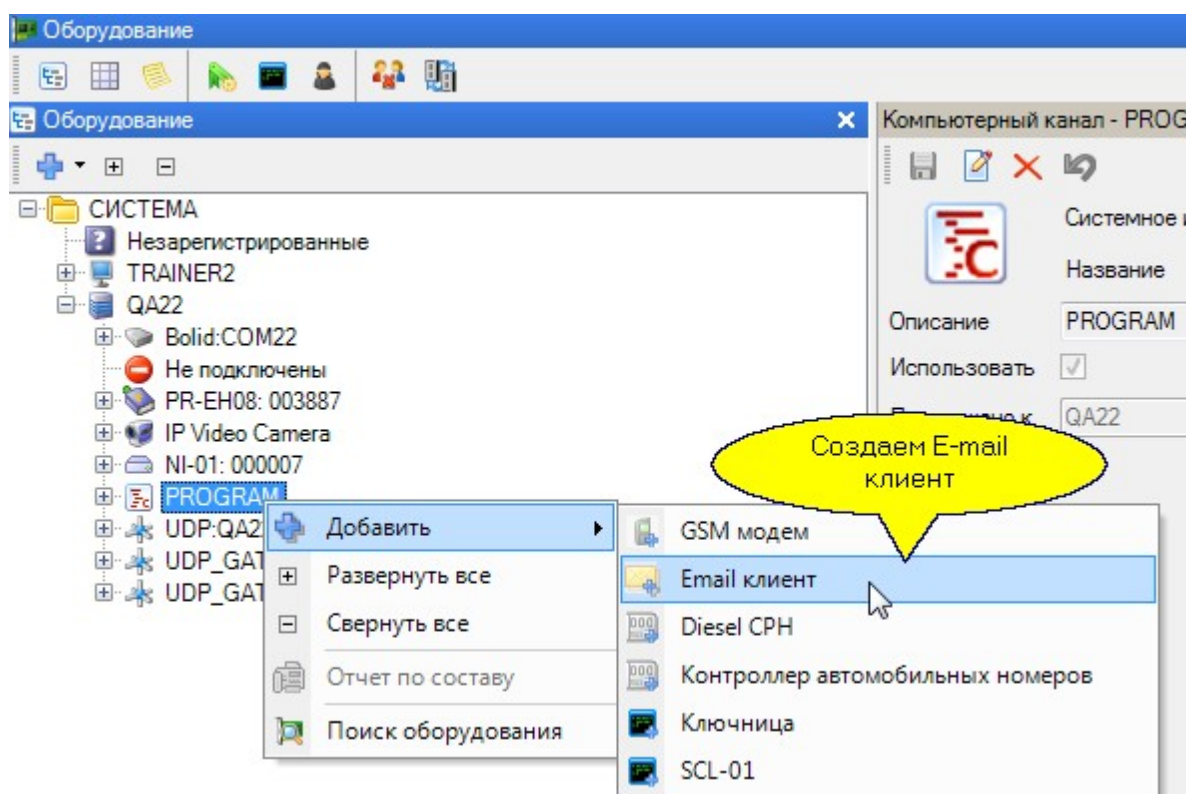 Оборудование
Оборудование
Компьютерный канал - PROG
СИСТЕМА
Незарегистрированные
TRAINER2
QA22
Bolid:COM22
Не подключены
PR-EH08: 003887
IP Video Camera
NI-01: 000007
PROGRAM
UDP:QA2
UDP_GAT
UDP_GAT
Системное
Название
Описание PROGRAM
Использовать
QA22
Создаем E-mail
клиент
Добавить
Развернуть все
Свернуть все
Отчет по составу
Поиск оборудования
GSM модем
Email клиент
Diesel CPH
Контроллер автомобильных номеров
Ключница
SCL-01